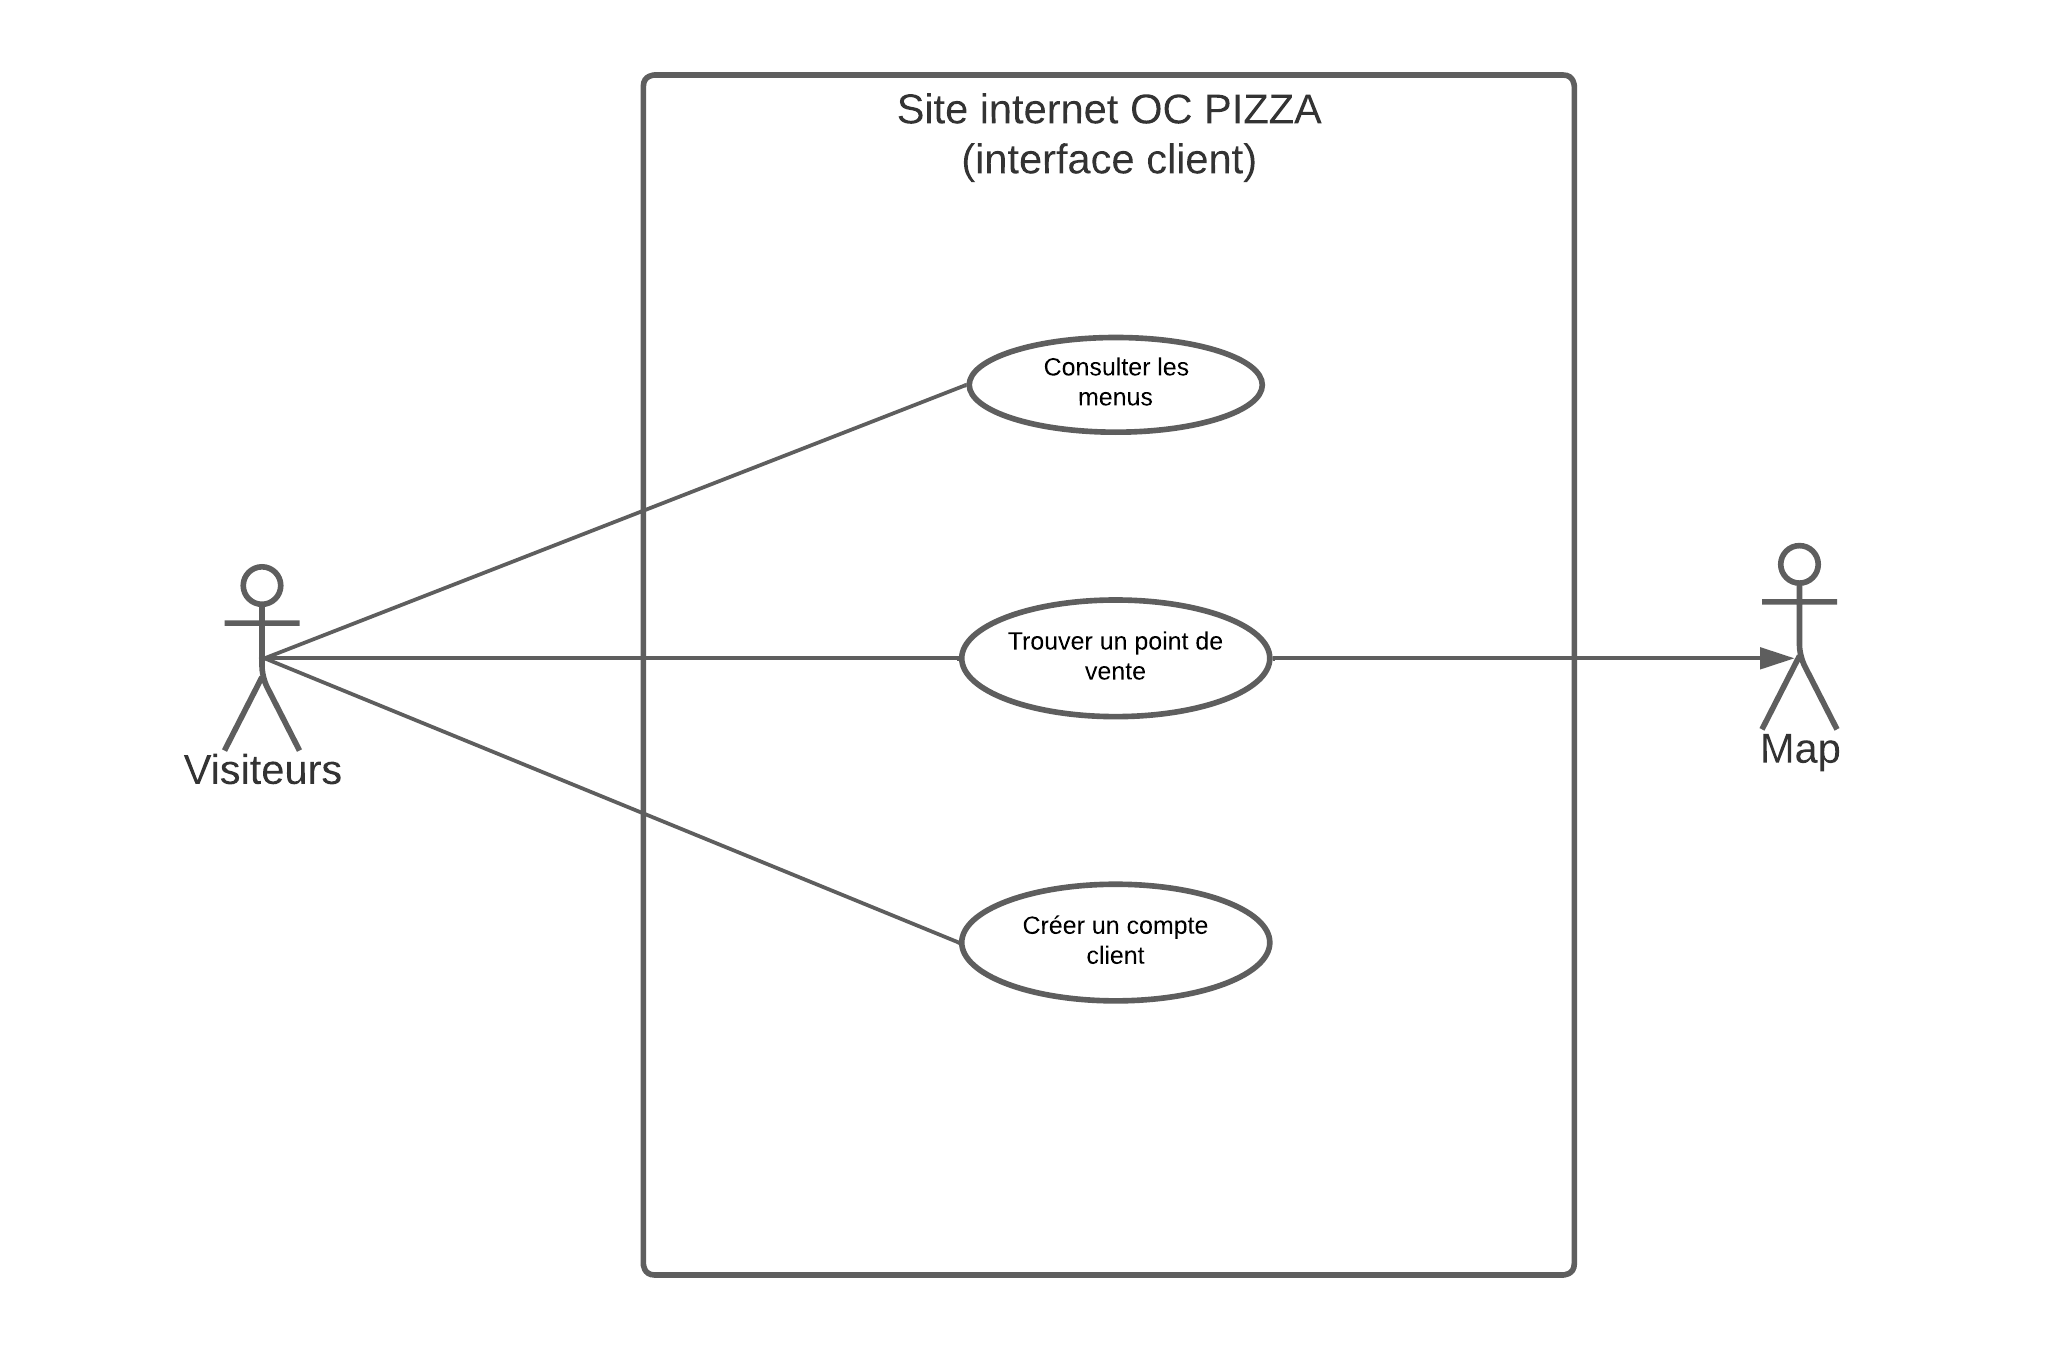 Site internet OC PIZZA
(interface client)
Consulter les
menus
Trouver un point de
vente
Visiteurs
Map
Créer un compte
client